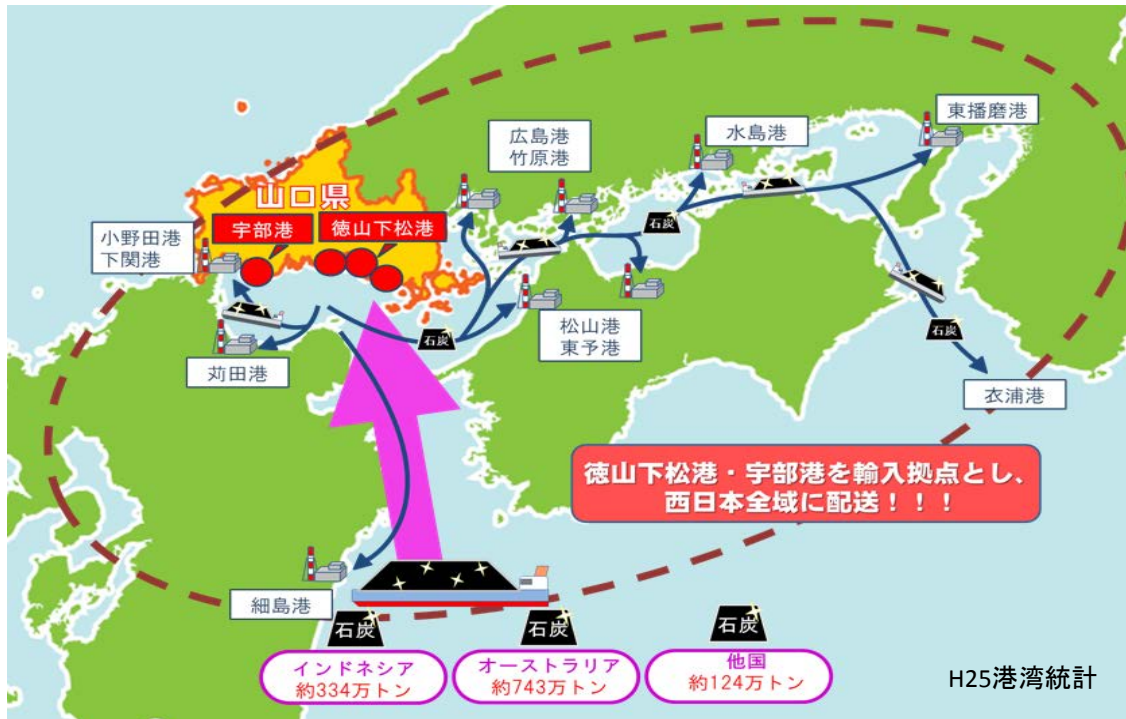 東播磨港
広島港
竹原港
水島港
山口県
宇部港
徳山下松港
小野田港
下関港
石炭
石炭
松山港
東予港
苅田港
石炭
衣浦港
徳山下松港・宇部港を輸入拠点とし、
西日本全域に配送！！！
細島港
石炭
石炭
石炭
インドネシア
約334万トン
オーストラリア
約743万トン
他国
約124万トン
H25港湾統計